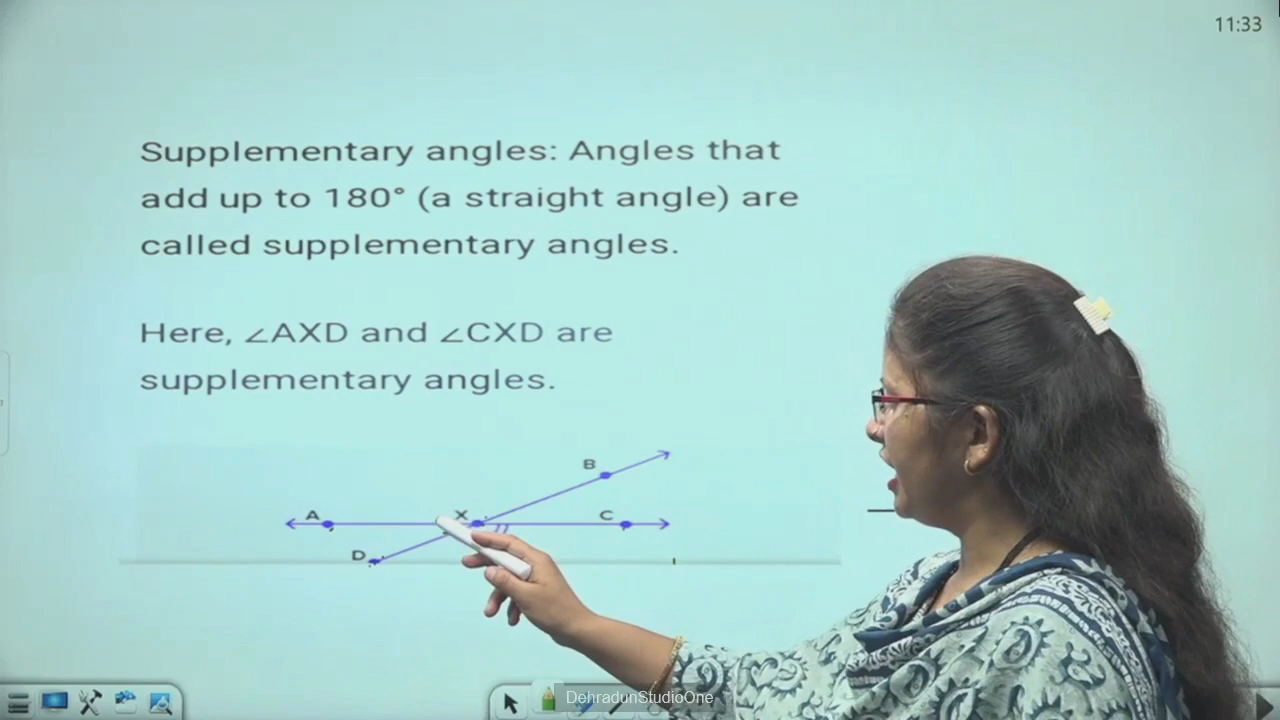 11:33
Supplementary angles: Angles that
add up to 180° (a straight angle) are
called supplementary angles.
Here, ∠AXD and ∠CXD are
supplementary angles.
B
A X C
D
DehradunStudioOne